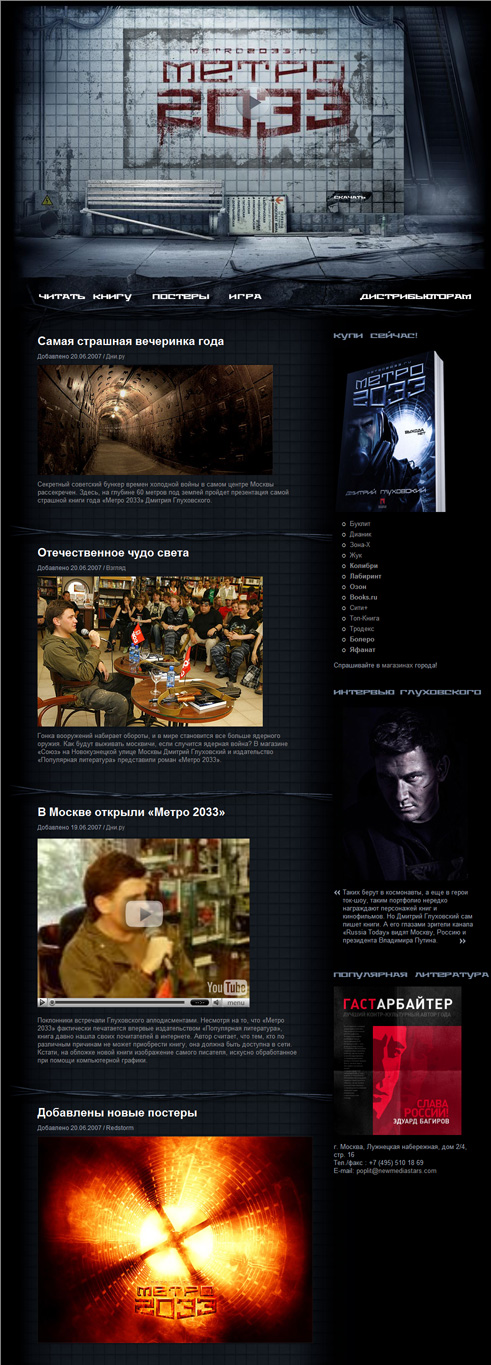 METRO2033.RU
МЕТРО
2033
СКАЧАТЬ
ЧИТАТЬ КНИГУ ПОСТЕРЫ ИГРА ДИСТРИБЬЮТОРАМ
Самая страшная вечеринка года
Добавлено 20.06.2007 / Дни.ру
Секретный советский бункер времен холодной войны в самом центре Москвы
рассекречен. Здесь, на глубине 60 метров под землей пройдет презентация самой
страшной книги года «Метро 2033» Дмитрия Глуховского.
Отечественное чудо света
Добавлено 20.06.2007 / Взгляд
Гонка вооружений набирает обороты, и в мире становится все больше ядерного
оружия. Как будут выживать москвичи, если случится ядерная война? В магазине
«Союз» на Новокузнецкой улице Москвы Дмитрий Глуховский и издательство
«Популярная литература» представили роман «Метро 2033».
В Москве открыли «Метро 2033»
Добавлено 19.06.2007 / Дни.ру
YouTube
menu
Поклонники встречали Глуховского аплодисментами. Несмотря на то, что «Метро
2033» фактически печатается впервые издательством «Популярная литература»,
книга давно нашла своих почитателей в интернете. Автор считает, что тем, кто по
различным причинам не может приобрести книгу, она должна быть доступна в сети.
Кстати, на обложке новой книги изображение самого писателя, искусно обработанное
при помощи компьютерной графики.
Добавлены новые постеры
Добавлено 20.06.2007 / Redstorm
МЕТРО
2033
КУПИ СЕЙЧАС!
METRO2033.RU
МЕТРО
2033
ВЫХОДА
ДМИТРИЙ ГЛУХОВСКИЙ
Буклит
Дианик
Зона-Х
Жук
Колибри
Лабиринт
Озон
Books.ru
Сити+
Топ-Книга
Тродекс
Болеро
Яфанат
Спрашивайте в магазинах города!
ИНТЕРВЬЮ ГЛУХОВСКОГО
« Таких берут в космонавты, а еще в герои
ток-шоу, таким портфолио нередко
награждают персонажей книг и
кинофильмов. Но Дмитрий Глуховский сам
пишет книги. А его глазами зрители канала
«Russia Today» видят Москву, Россию и
президента Владимира Путина. »
ПОПУЛЯРНАЯ ЛИТЕРАТУРА
ГАСТАРБАЙТЕР
ЛУЧШИЙ КОНТР-КУЛЬТУРНЫЙ АВТОР ГОДА
СЛАВА
РОССИИ!
ЭДУАРД БАГИРОВ
г. Москва, Лужнецкая набережная, дом 2/4,
стр. 16
Тел./факс : +7 (495) 510 18 69
E-mail: poplit@newmediastars.com